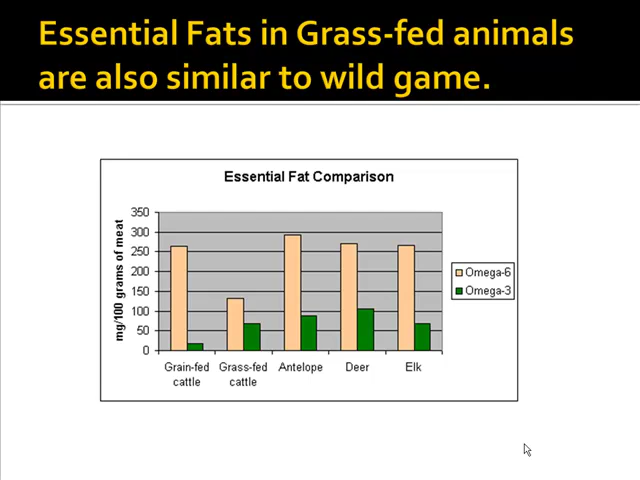 Essential Fats in Grass-fed animals
are also similar to wild game.
Essential Fat Comparison
mg/100 grams of meat
350
300
250
200
150
100
50
0
Grain-fed
cattle
Grass-fed
cattle
Antelope
Deer
Elk
Omega-6
Omega-3